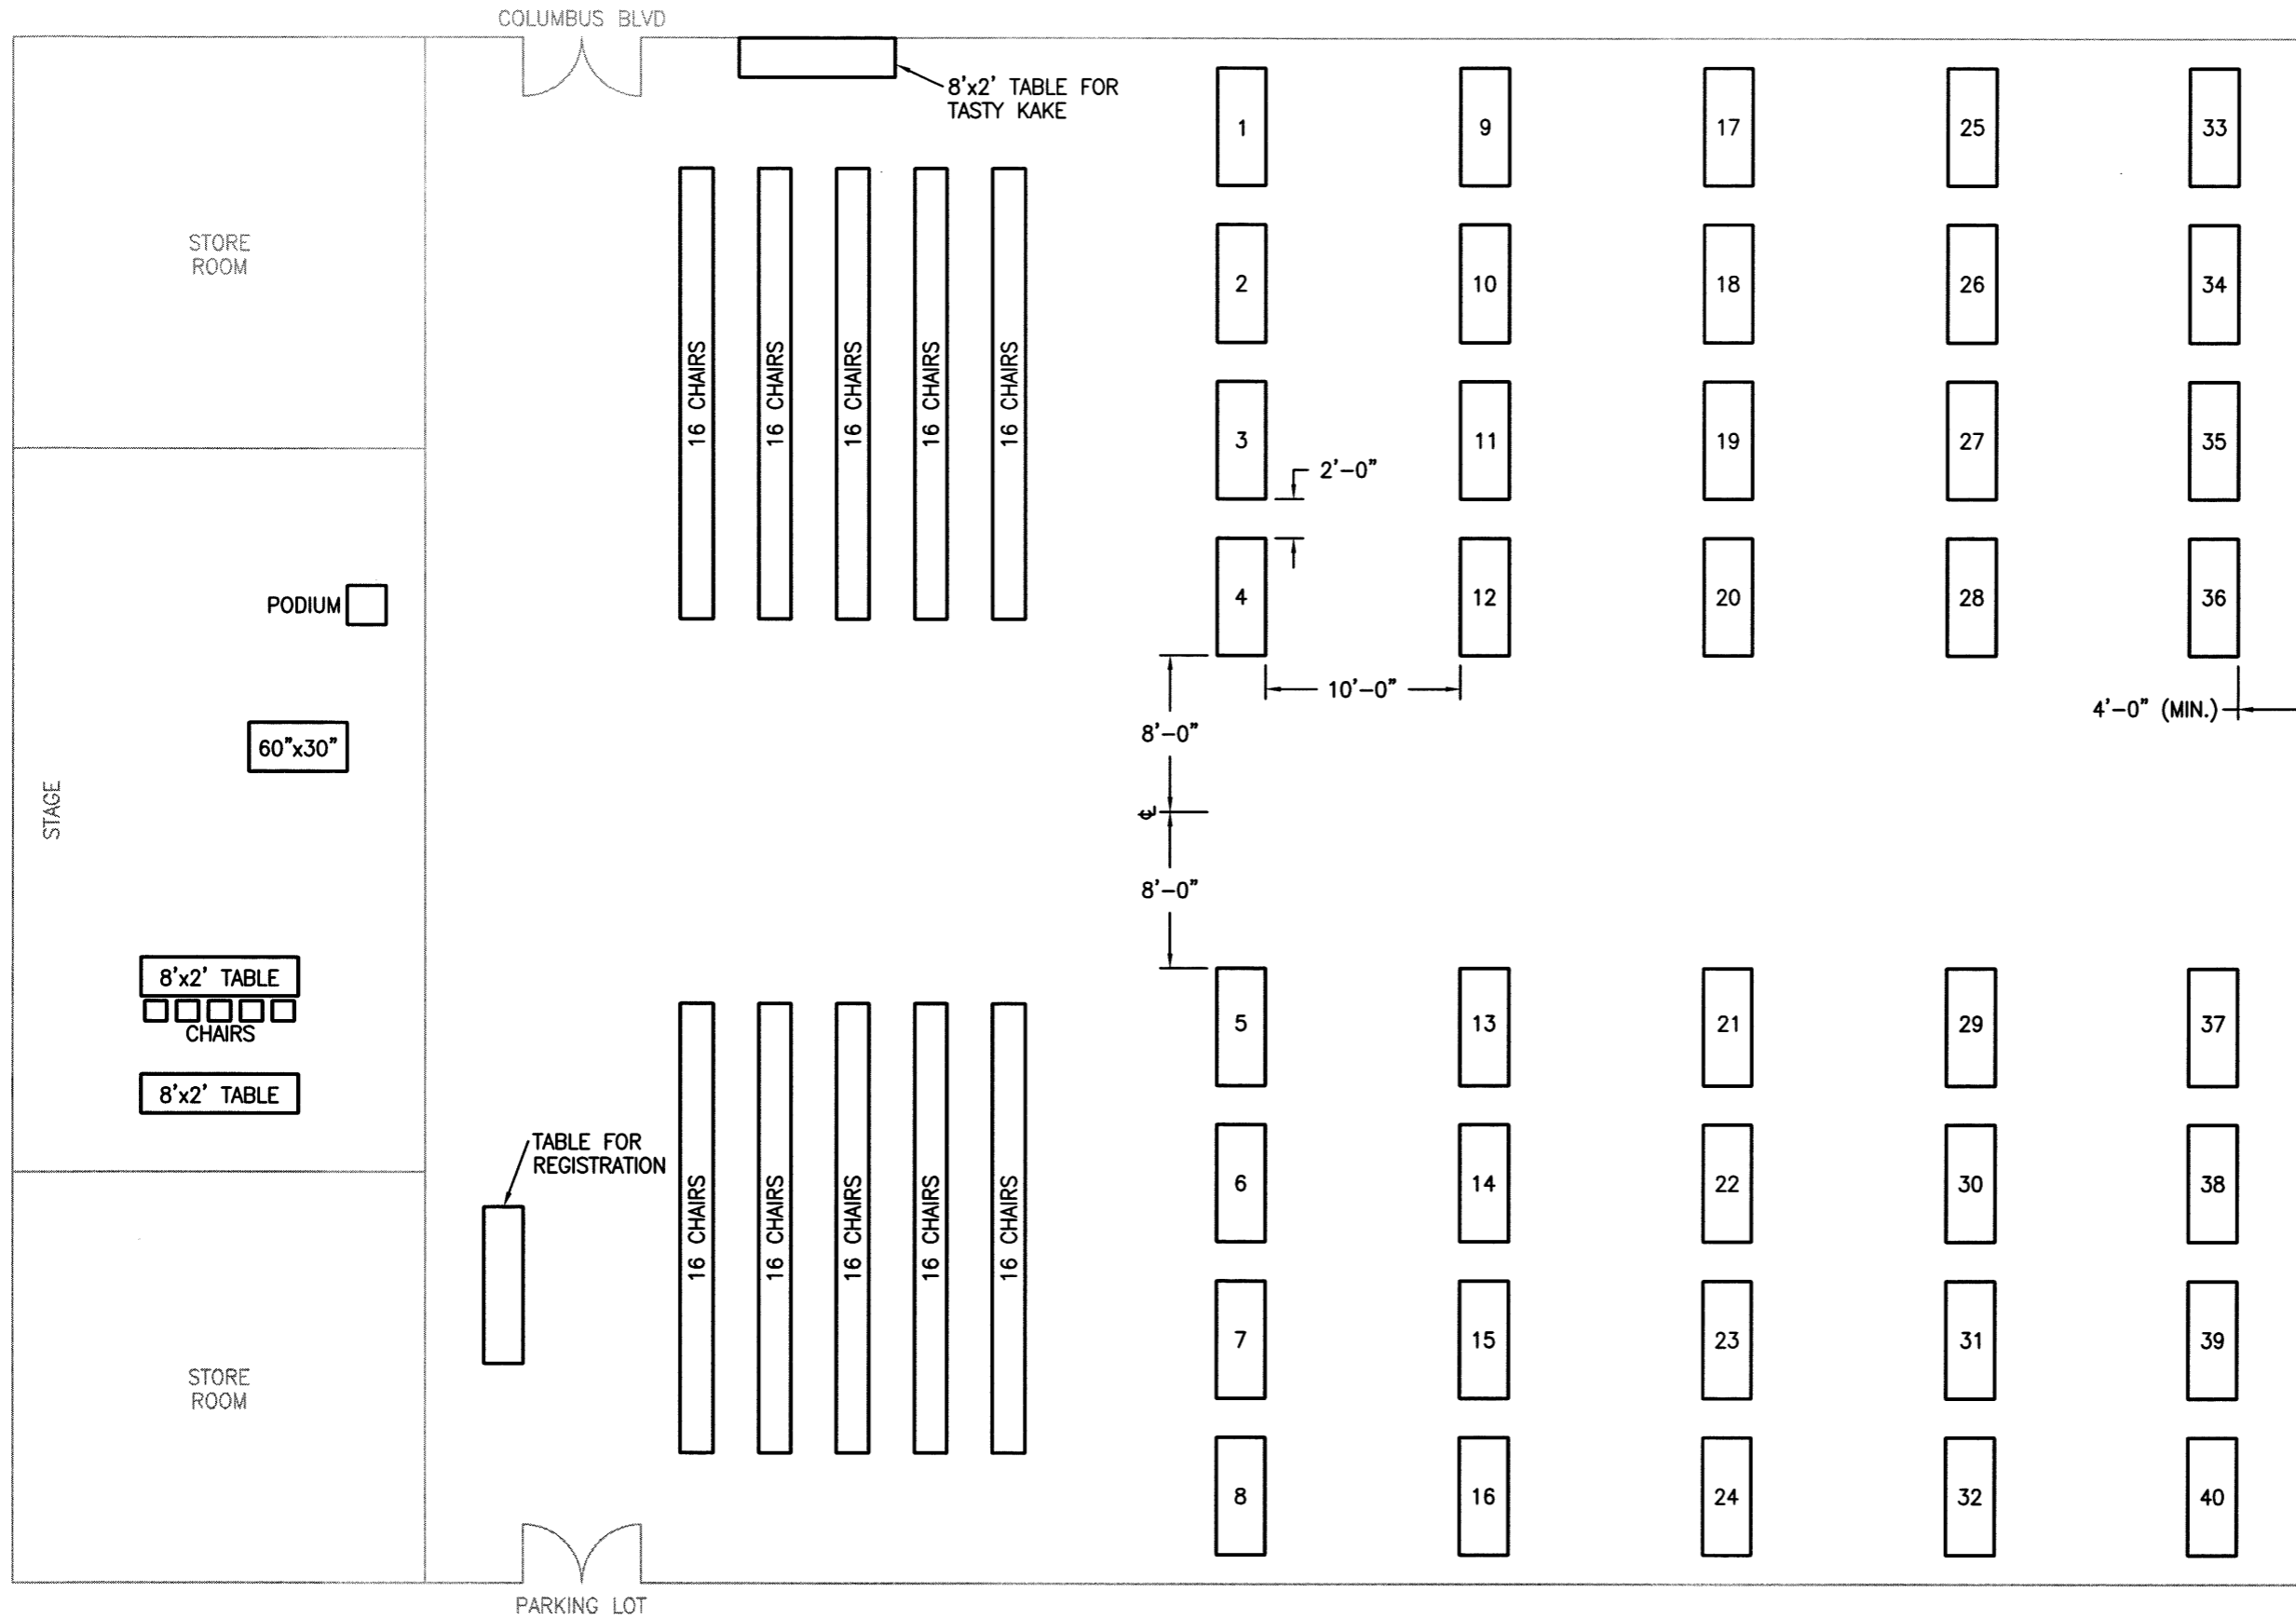 COLUMBUS BLVD
8'x2' TABLE FOR
TASTY KAKE
STORE
ROOM
PODIUM
60"x30"
STAGE
8'x2' TABLE
CHAIRS
8'x2' TABLE
TABLE FOR
REGISTRATION
STORE
ROOM
PARKING LOT
16 CHAIRS
16 CHAIRS
16 CHAIRS
16 CHAIRS
16 CHAIRS
16 CHAIRS
16 CHAIRS
16 CHAIRS
16 CHAIRS
16 CHAIRS
1 9 17 25 33
2 10 18 26 34
3 11 19 27 35
2'-0"
4 12 20 28 36
10'-0"
4'-0" (MIN.)
8'-0"
℄
8'-0"
5 13 21 29 37
6 14 22 30 38
7 15 23 31 39
8 16 24 32 40